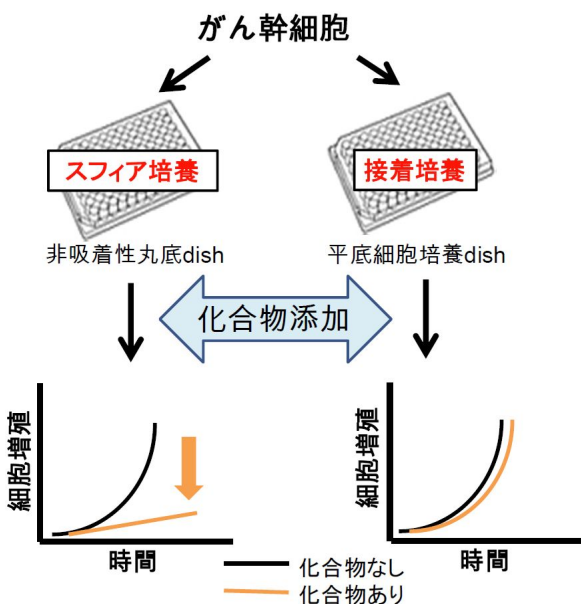 がん幹細胞
スフィア培養
接着培養
非吸着性丸底dish
平底細胞培養dish
化合物添加
細胞増殖
時間
細胞増殖
時間
化合物なし
化合物あり